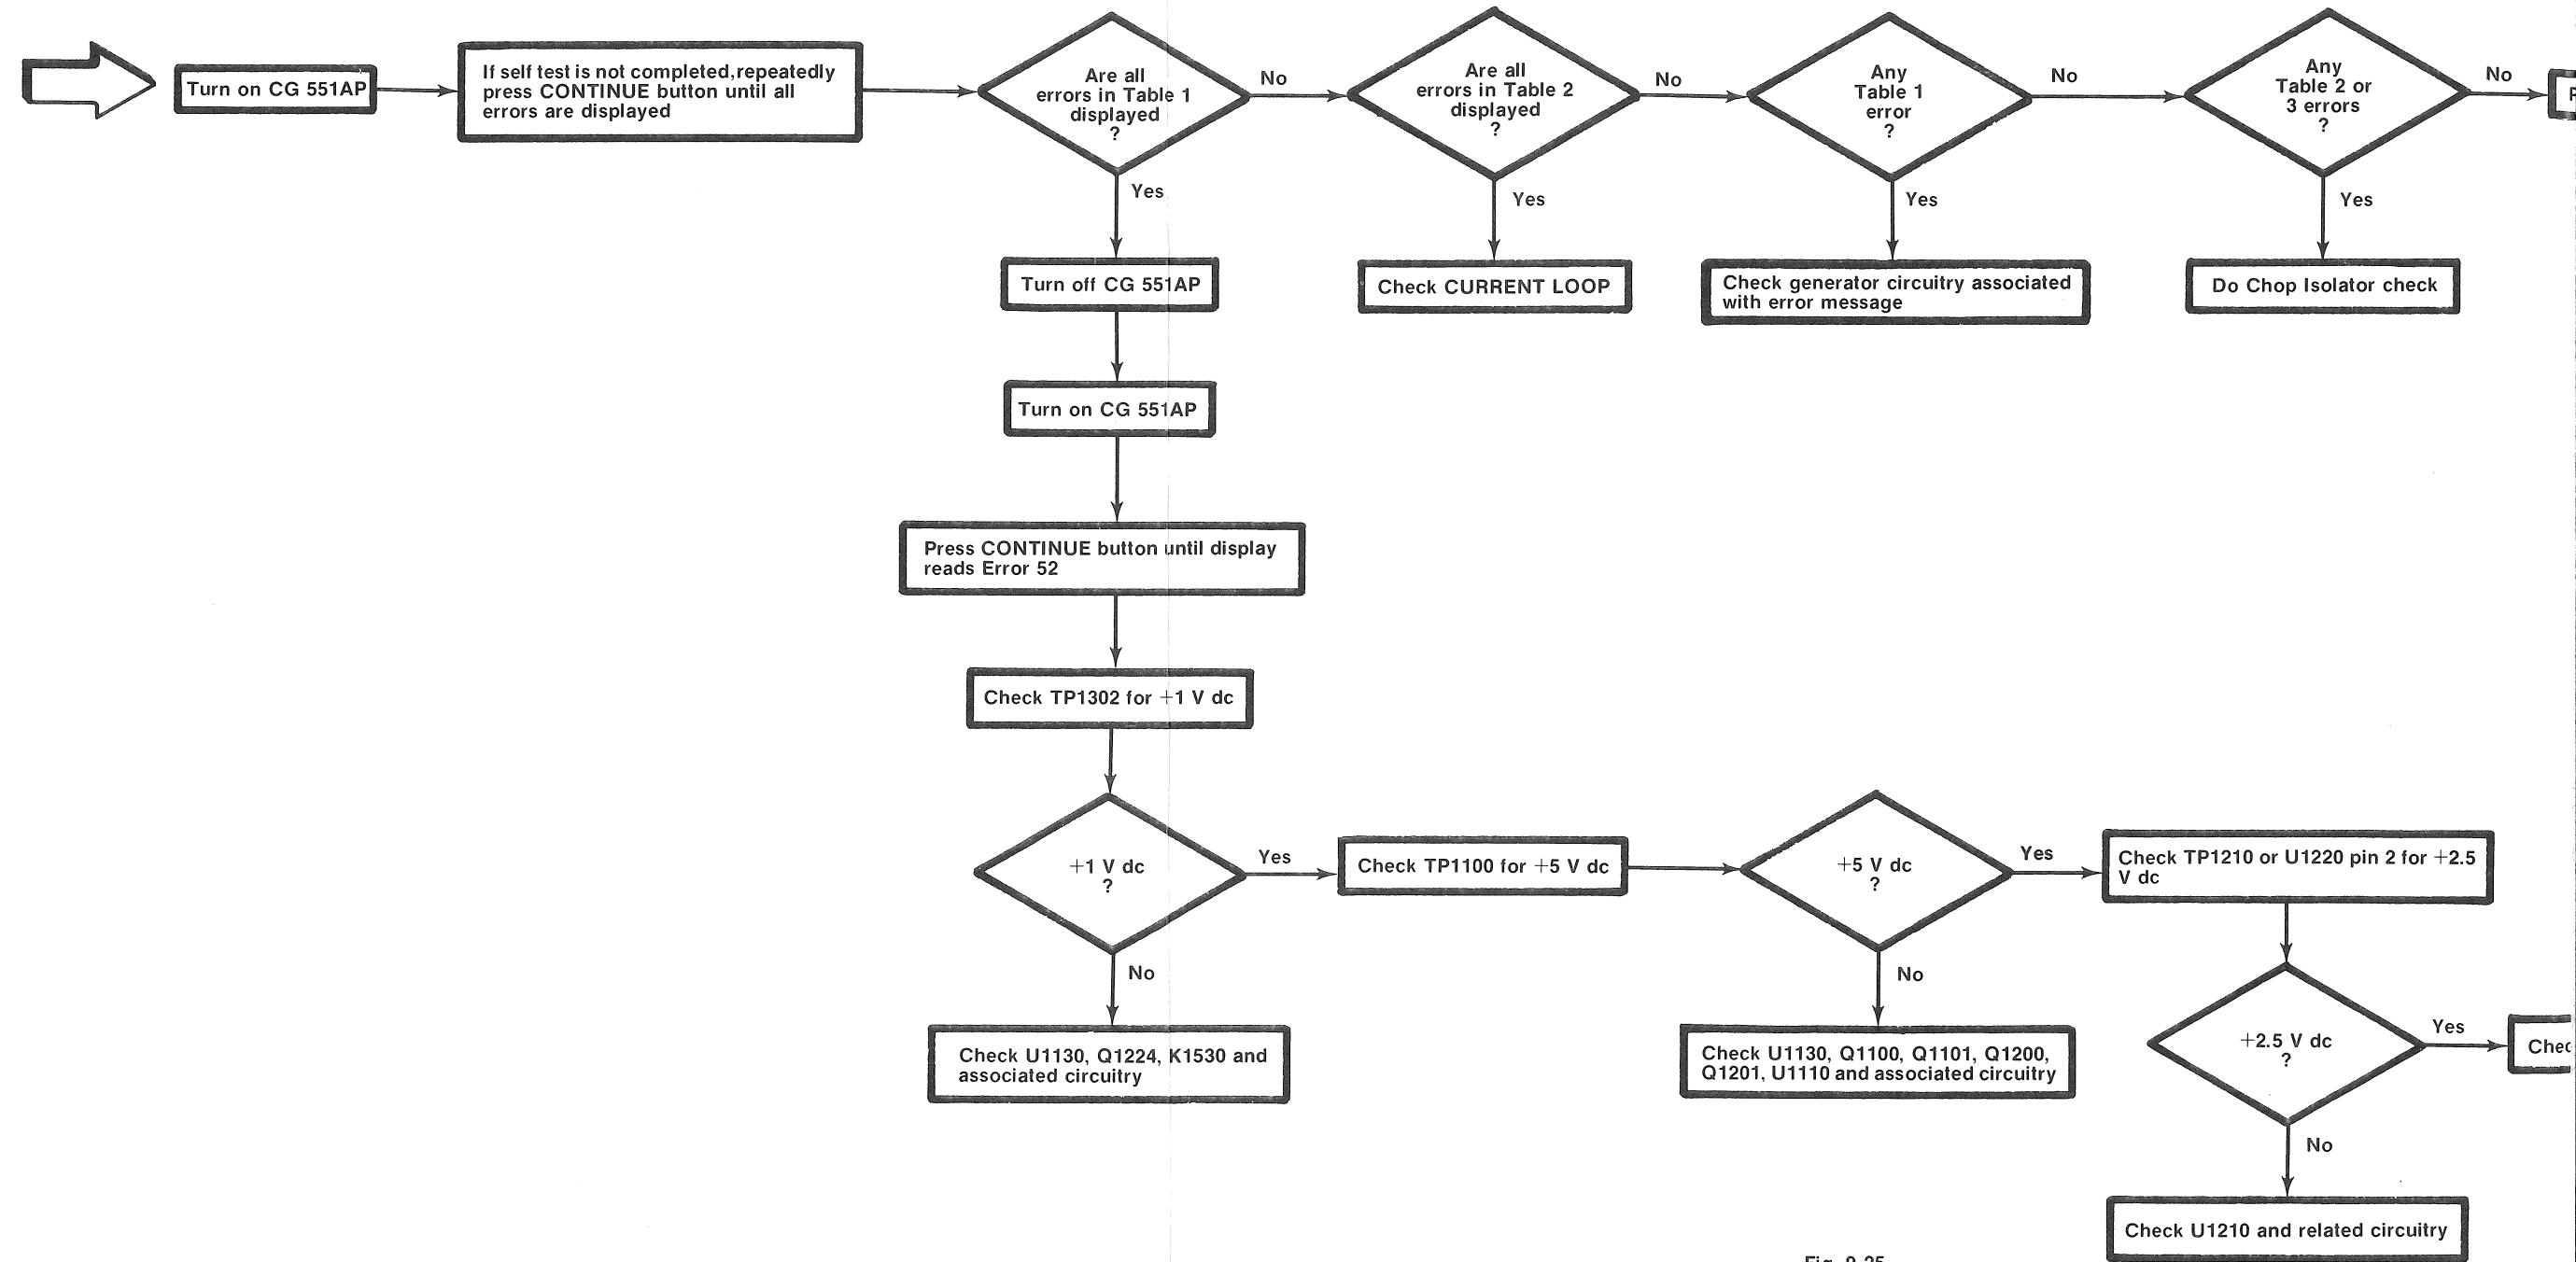 Turn on CG 551AP
If self test is not completed,repeatedly
press CONTINUE button until all
errors are displayed
Are all
errors in Table 1
displayed
?
No
Are all
errors in Table 2
displayed
?
No
Any
Table 1
error
?
No
Any
Table 2 or
3 errors
?
No
Yes
Yes
Yes
Yes
Turn off CG 551AP
Check CURRENT LOOP
Check generator circuitry associated
with error message
Do Chop Isolator check
Turn on CG 551AP
Press CONTINUE button until display
reads Error 52
Check TP1302 for +1 V dc
+1 V dc
?
Yes
Check TP1100 for +5 V dc
+5 V dc
?
Yes
Check TP1210 or U1220 pin 2 for +2.5
V dc
No
No
Check U1130, Q1224, K1530 and
associated circuitry
Check U1130, Q1100, Q1101, Q1200,
Q1201, U1110 and associated circuitry
+2.5 V dc
?
Yes
Chec
No
Check U1210 and related circuitry